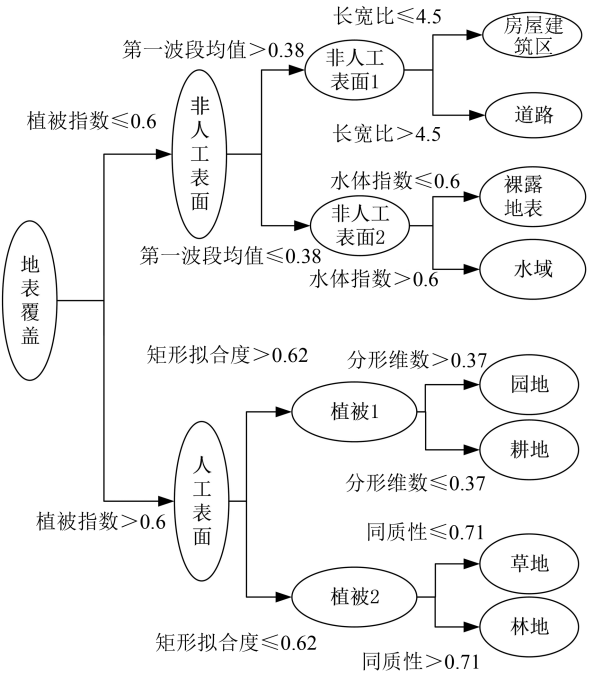 长宽比≤4.5
房屋建
筑区
第一波段均值>0.38
非人工
表面1
植被指数≤0.6
非人工表面
道路
长宽比>4.5
水体指数≤0.6
裸露
地表
非人工
表面2
第一波段均值≤0.38
水体指数>0.6
水域
地表覆盖
矩形拟合度>0.62
分形维数>0.37
园地
植被1
耕地
人工表面
分形维数≤0.37
植被指数>0.6
同质性≤0.71
草地
植被2
林地
矩形拟合度≤0.62
同质性>0.71